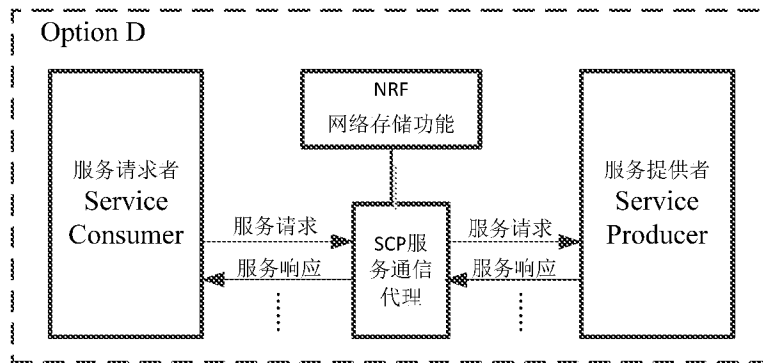 Option D
NRF
网络存储功能
服务请求者
Service
Consumer
服务请求
服务响应
SCP服
务通信
代理
服务请求
服务响应
服务提供者
Service
Producer